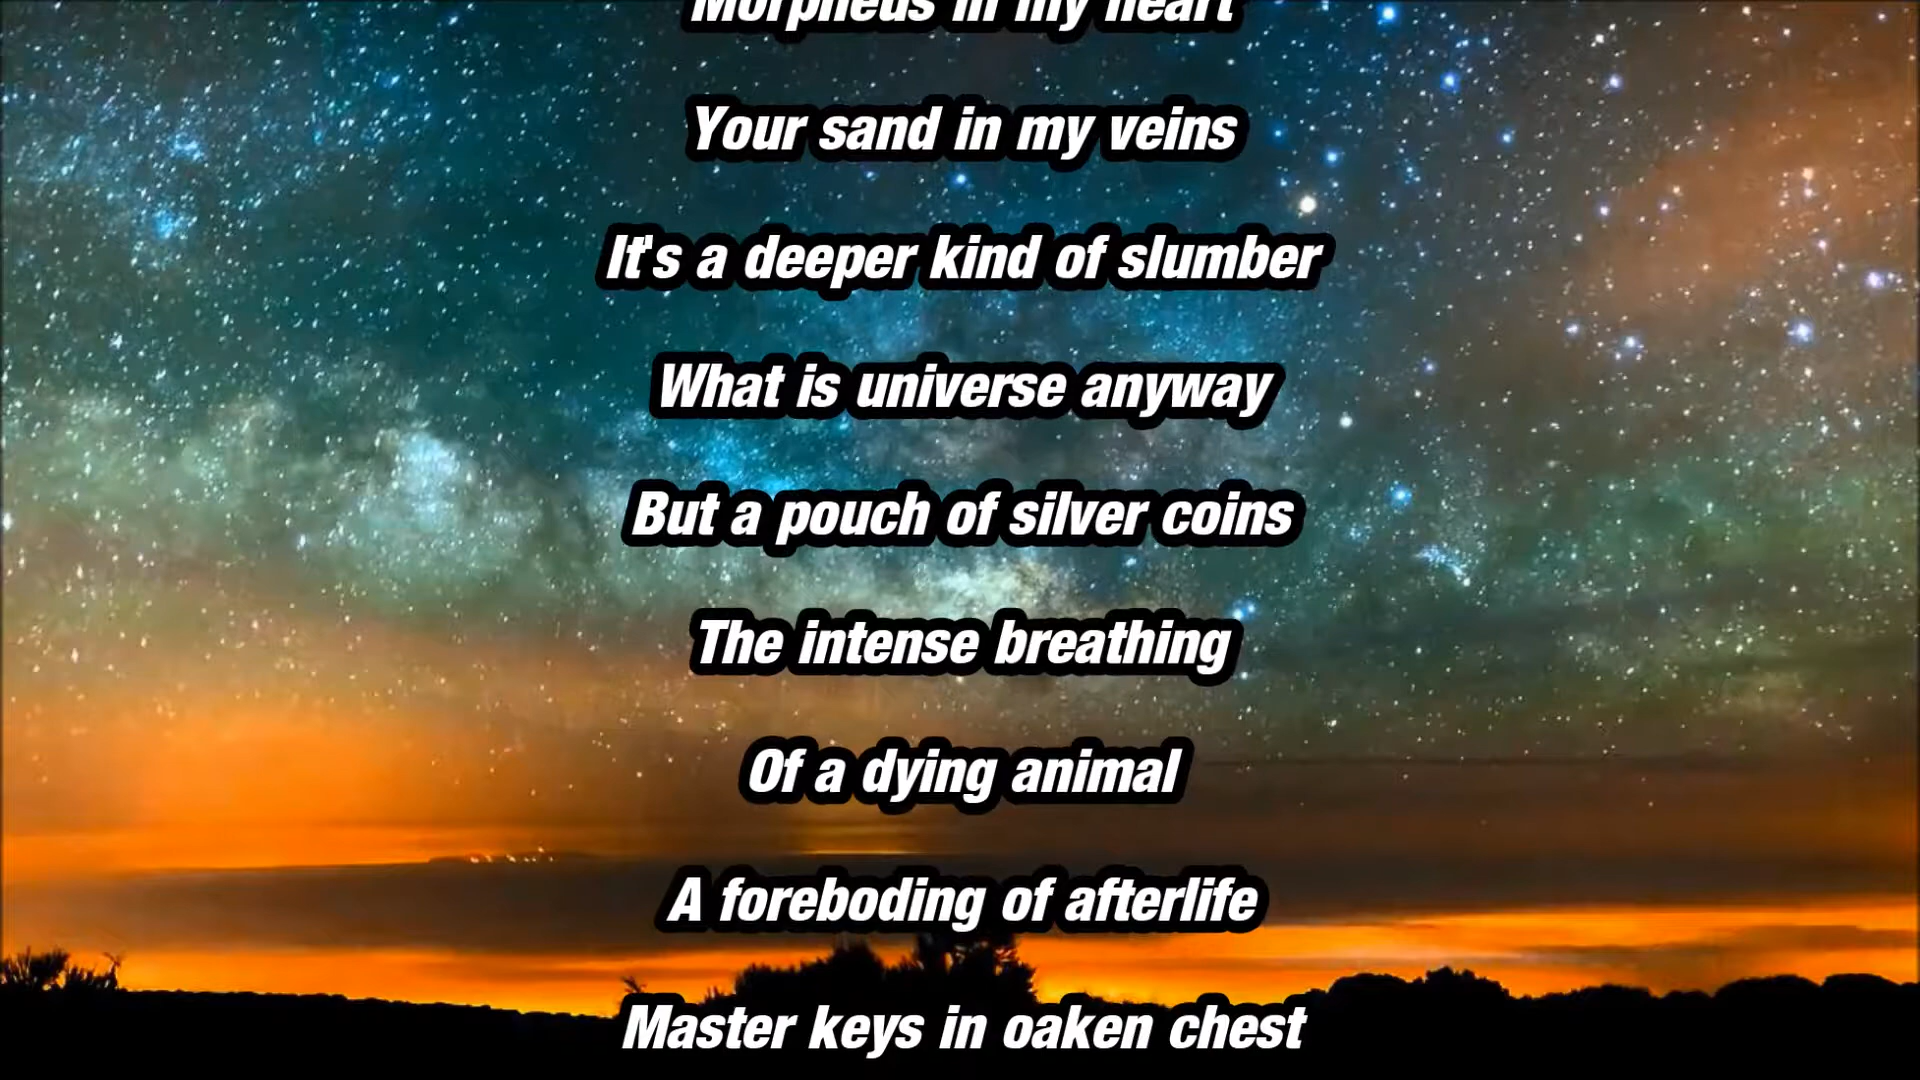 Morpheus in my heart
Your sand in my veins
It's a deeper kind of slumber
What is universe anyway
But a pouch of silver coins
The intense breathing
Of a dying animal
A foreboding of afterlife
Master keys in oaken chest